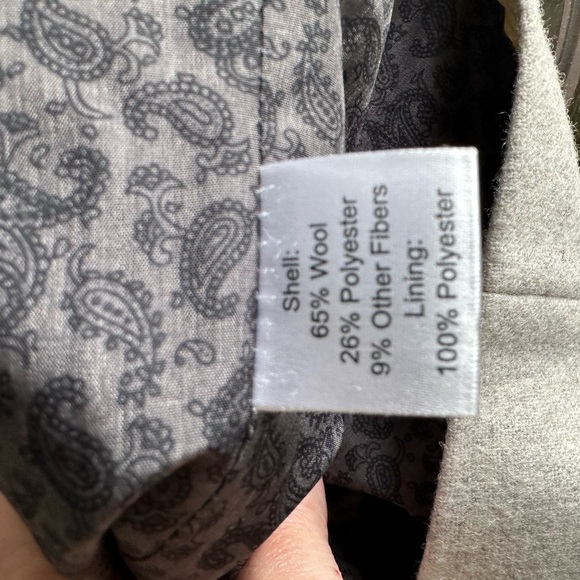 Shell:
65% Wool
26% Polyester
9% Other Fibers
Lining:
100% Polyester